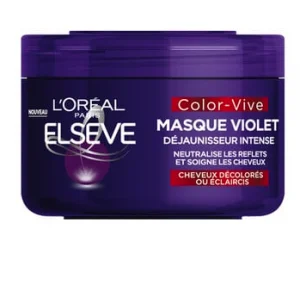 NOUVEAU
L'ORÉAL
PARIS
ELSEVE
Color-Vive
MASQUE VIOLET
DÉJAUNISSEUR INTENSE
NEUTRALISE LES REFLETS
ET SOIGNE LES CHEVEUX
CHEVEUX DÉCOLORÉS
OU ÉCLAIRCIS